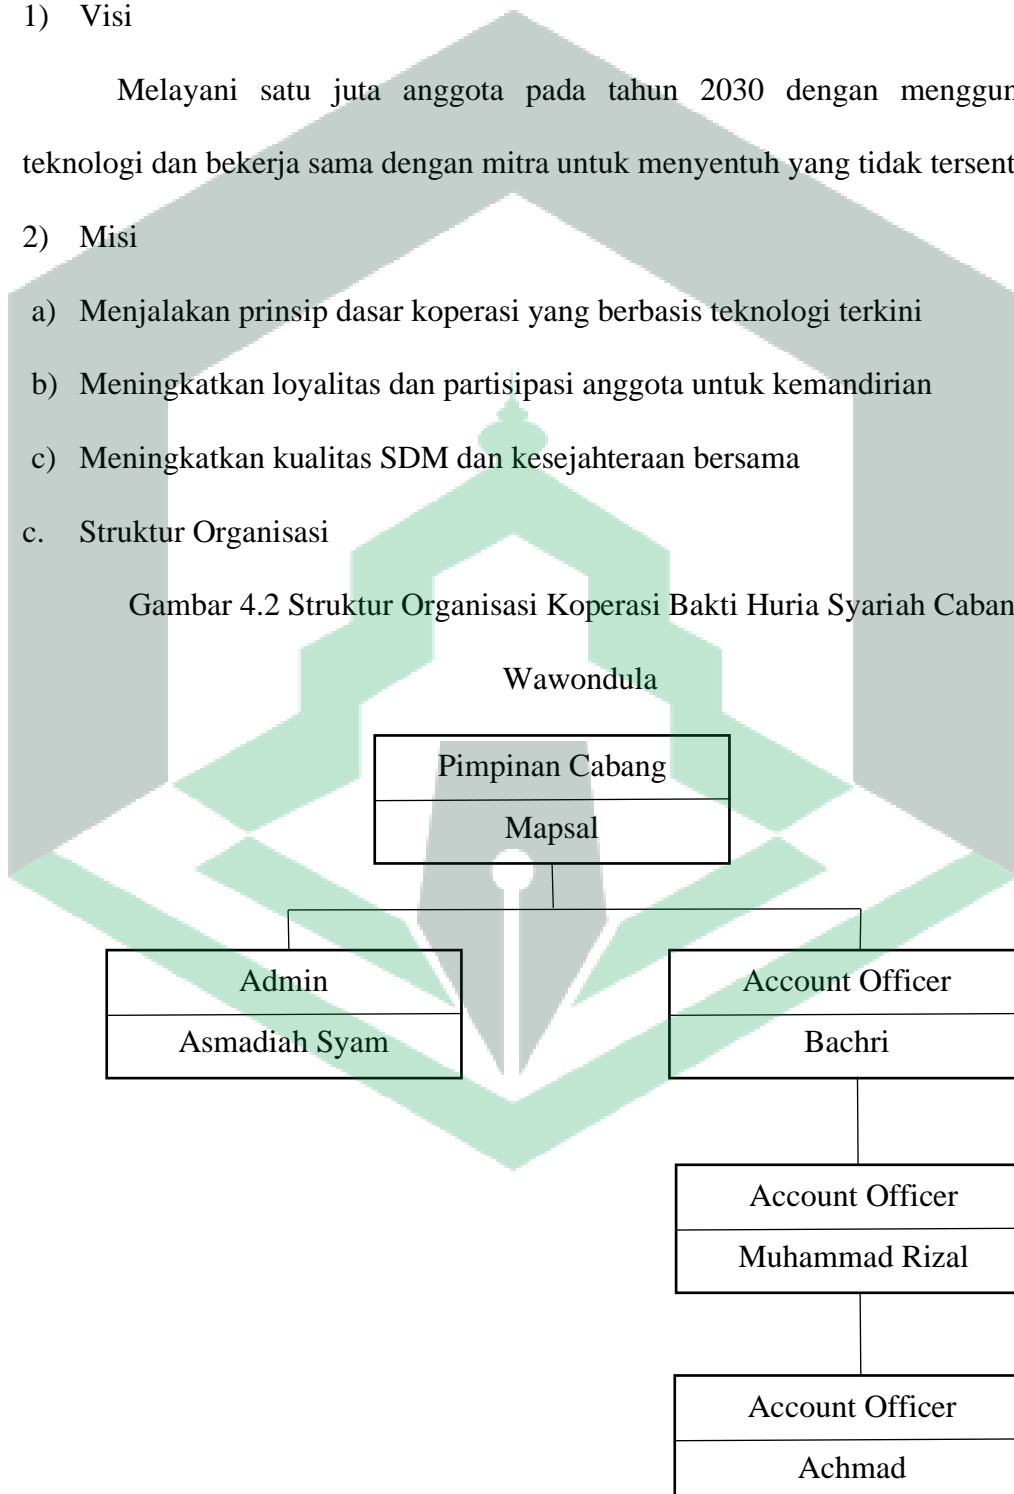 1) Visi
Melayani satu juta anggota pada tahun 2030 dengan menggun
teknologi dan bekerja sama dengan mitra untuk menyentuh yang tidak tersent
2) Misi
a) Menjalakan prinsip dasar koperasi yang berbasis teknologi terkini
b) Meningkatkan loyalitas dan partisipasi anggota untuk kemandirian
c) Meningkatkan kualitas SDM dan kesejahteraan bersama
c. Struktur Organisasi
Gambar 4.2 Struktur Organisasi Koperasi Bakti Huria Syariah Caban
Wawondula
Pimpinan Cabang
Mapsal
Admin
Asmadiah Syam
Account Officer
Bachri
Account Officer
Muhammad Rizal
Account Officer
Achmad